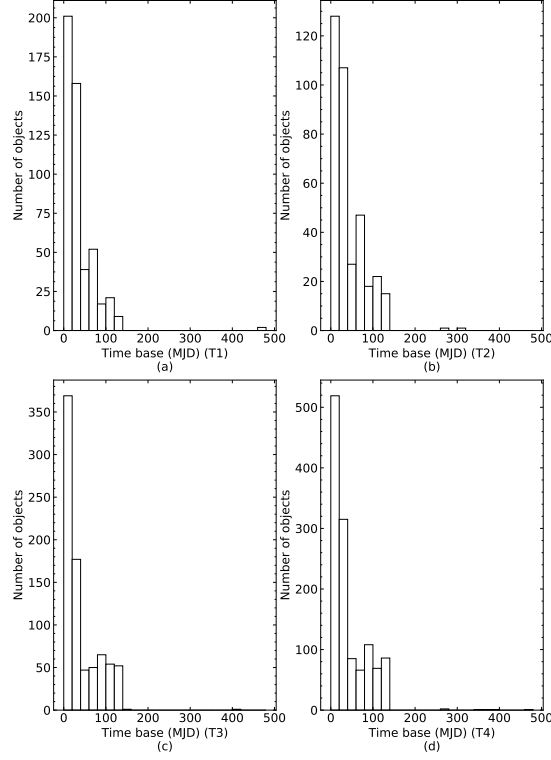 200
175
150
125
100
75
50
25
0
Number of objects
0 100 200 300 400 500
Time base (MJD) (T1)
(a)
120
100
80
60
40
20
0
Number of objects
0 100 200 300 400 500
Time base (MJD) (T2)
(b)
350
300
250
200
150
100
50
0
Number of objects
0 100 200 300 400 500
Time base (MJD) (T3)
(c)
500
400
300
200
100
0
Number of objects
0 100 200 300 400 500
Time base (MJD) (T4)
(d)